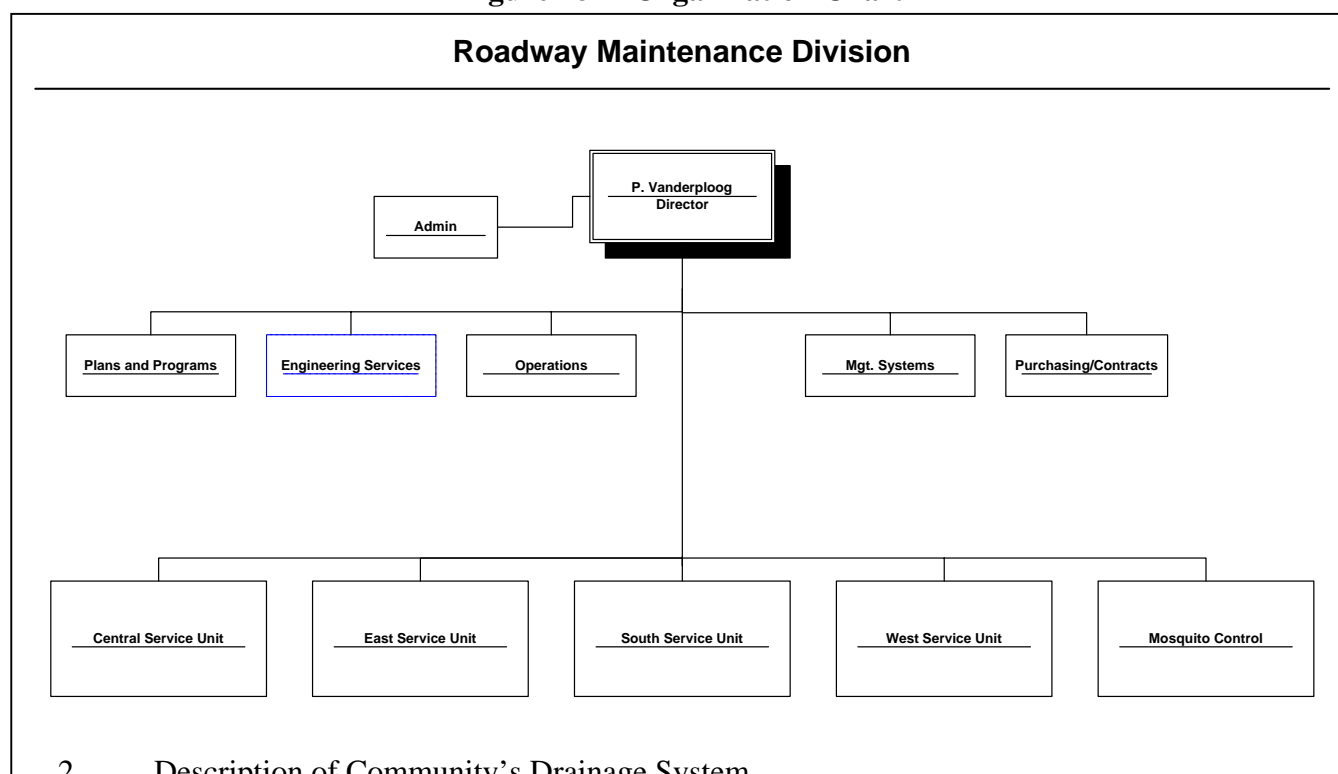 Roadway Maintenance Division
P. Vanderploog
Director
Admin
Plans and Programs
Engineering Services
Operations
Mgt. Systems
Purchasing/Contracts
Central Service Unit
East Service Unit
South Service Unit
West Service Unit
Mosquito Control
2. Description of Community's Drainage System